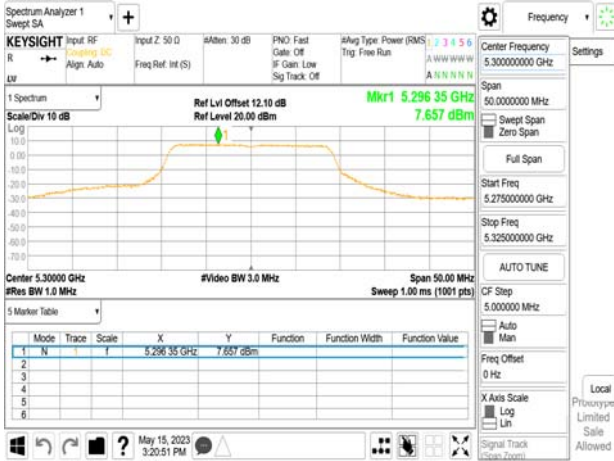 Spectrum Analyzer 1
Swept SA
+
Frequency
KEYSIGHT
R
Input: RF
Coupling: DC
Align: Auto
Input Z: 50 Ω
Freq Ref: Int (S)
#Atten: 30 dB
PNO: Fast
Gate: Off
IF Gain: Low
Sig Track: Off
#Avg Type: Power (RMS
Trig: Free Run
1 2 3 4 5 6
A W W W W W
A N N N N N
1 Spectrum
Scale/Div 10 dB
Ref Lvl Offset 12.10 dB
Ref Level 20.00 dBm
Mkr1 5.296 35 GHz
7.657 dBm
Log
10.0
0.00
-10.0
-20.0
-30.0
-40.0
-50.0
-60.0
-70.0
1
Center 5.30000 GHz
#Res BW 1.0 MHz
#Video BW 3.0 MHz
Span 50.00 MHz
Sweep 1.00 ms (1001 pts)
5 Marker Table
Mode Trace Scale X Y Function Function Width Function Value
1 N 1 f 5.296 35 GHz 7.657 dBm
2
3
4
5
6
May 15, 2023
3:20:51 PM
?
Center Frequency
5.300000000 GHz
Span
50.0000000 MHz
Swept Span
Zero Span
Full Span
Start Freq
5.275000000 GHz
Stop Freq
5.325000000 GHz
AUTO TUNE
CF Step
5.000000 MHz
Auto
Man
Freq Offset
0 Hz
X Axis Scale
Log
Lin
Signal Track
(Span Zoom)
Settings
Local
Prototype
Limited
Sale
Allowed